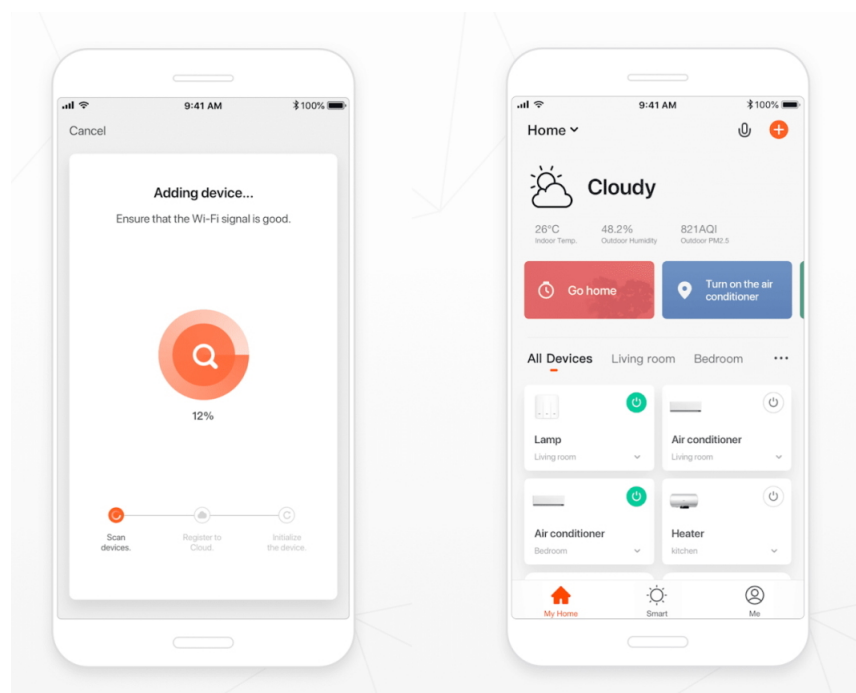 9:41 AM
100%
Cancel
Adding device...
Ensure that the Wi-Fi signal is good.
12%
Scan
devices.
Register to
Cloud.
Initialize
the device.
9:41 AM
100%
Home
Cloudy
26°C
Indoor Temp.
48.2%
Outdoor Humidity
821AQI
Outdoor PM2.5
Go home
Turn on the air
conditioner
All Devices
Living room
Bedroom
Lamp
Living room
Air conditioner
Living room
Air conditioner
Bedroom
Heater
kitchen
My Home
Smart
Me